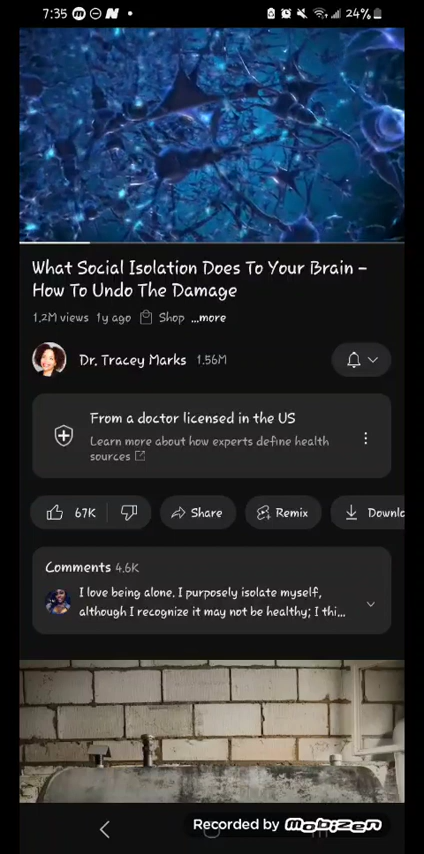 7:35 24%
What Social Isolation Does To Your Brain –
How To Undo The Damage
1.2M views 1y ago Shop ...more
Dr. Tracey Marks 1.56M
From a doctor licensed in the US
Learn more about how experts define health
sources
67K Share Remix Downlo
Comments 4.6K
I love being alone. I purposely isolate myself,
although I recognize it may not be healthy; I thi...
Recorded by mobizen